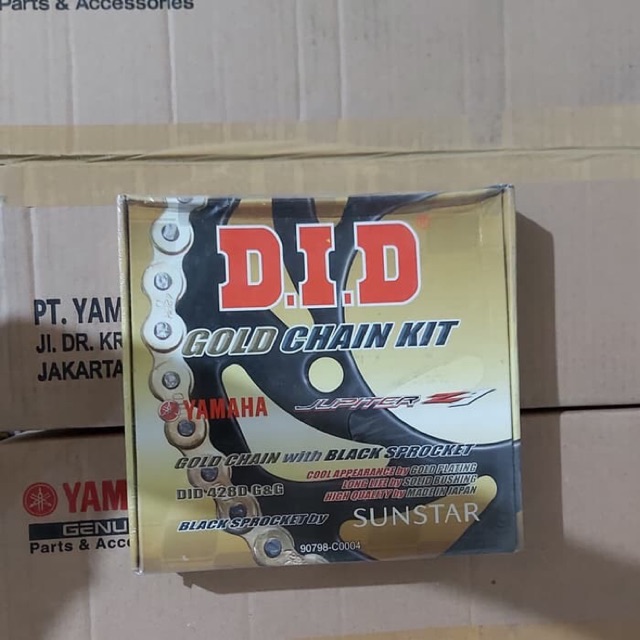 Parts & Accessories
PT. YAM
Jl. DR. KR
JAKARTA
D.I.D
GOLD CHAIN KIT
YAMAHA
JUPITER Z1
GOLD CHAIN with BLACK SPROCKET
COOL APPEARANCE by GOLD PLATING
LONG LIFE by SOLID BUSHING
HIGH QUALITY by MADE IN JAPAN
DID 428D G&G
BLACK SPROCKET by
SUNSTAR
90798-C0004
YAM
GENU
Parts & Acce